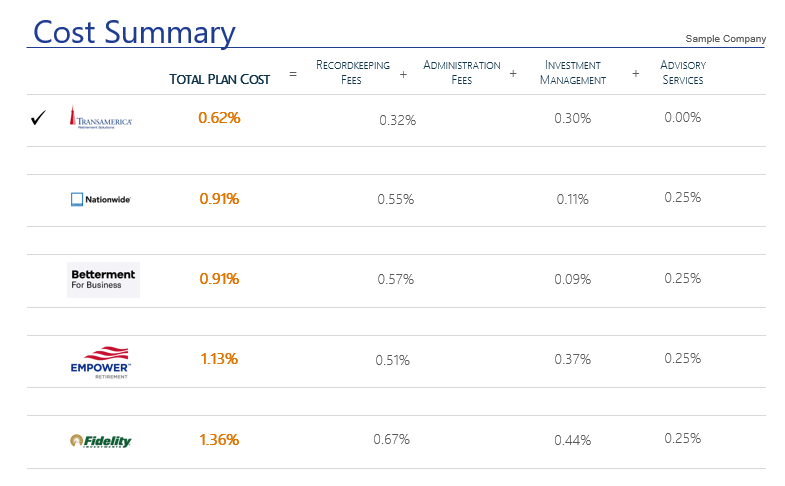 Cost Summary
Sample Company
TOTAL PLAN COST = RECORDKEEPING FEES + ADMINISTRATION FEES + INVESTMENT MANAGEMENT + ADVISORY SERVICES
✓ TRANSAMERICA Retirement Solutions 0.62% 0.32% 0.30% 0.00%
Nationwide 0.91% 0.55% 0.11% 0.25%
Betterment For Business 0.91% 0.57% 0.09% 0.25%
EMPOWER RETIREMENT 1.13% 0.51% 0.37% 0.25%
Fidelity INVESTMENTS 1.36% 0.67% 0.44% 0.25%